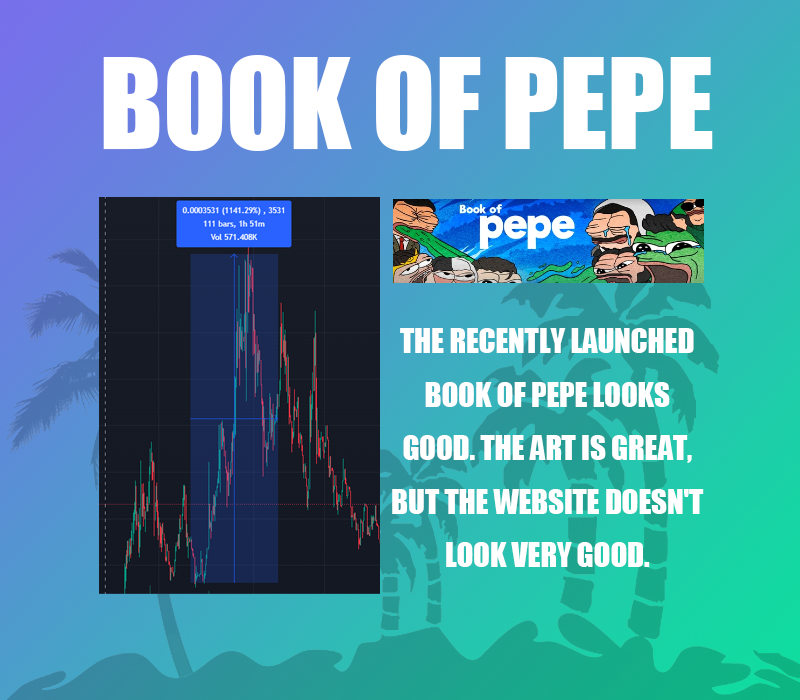 BOOK OF PEPE
0.0003531 (1141.29%) , 3531
111 bars, 1h 51m
Vol 571.408K
Book of
pepe
THE RECENTLY LAUNCHED
BOOK OF PEPE LOOKS
GOOD. THE ART IS GREAT,
BUT THE WEBSITE DOESN'T
LOOK VERY GOOD.